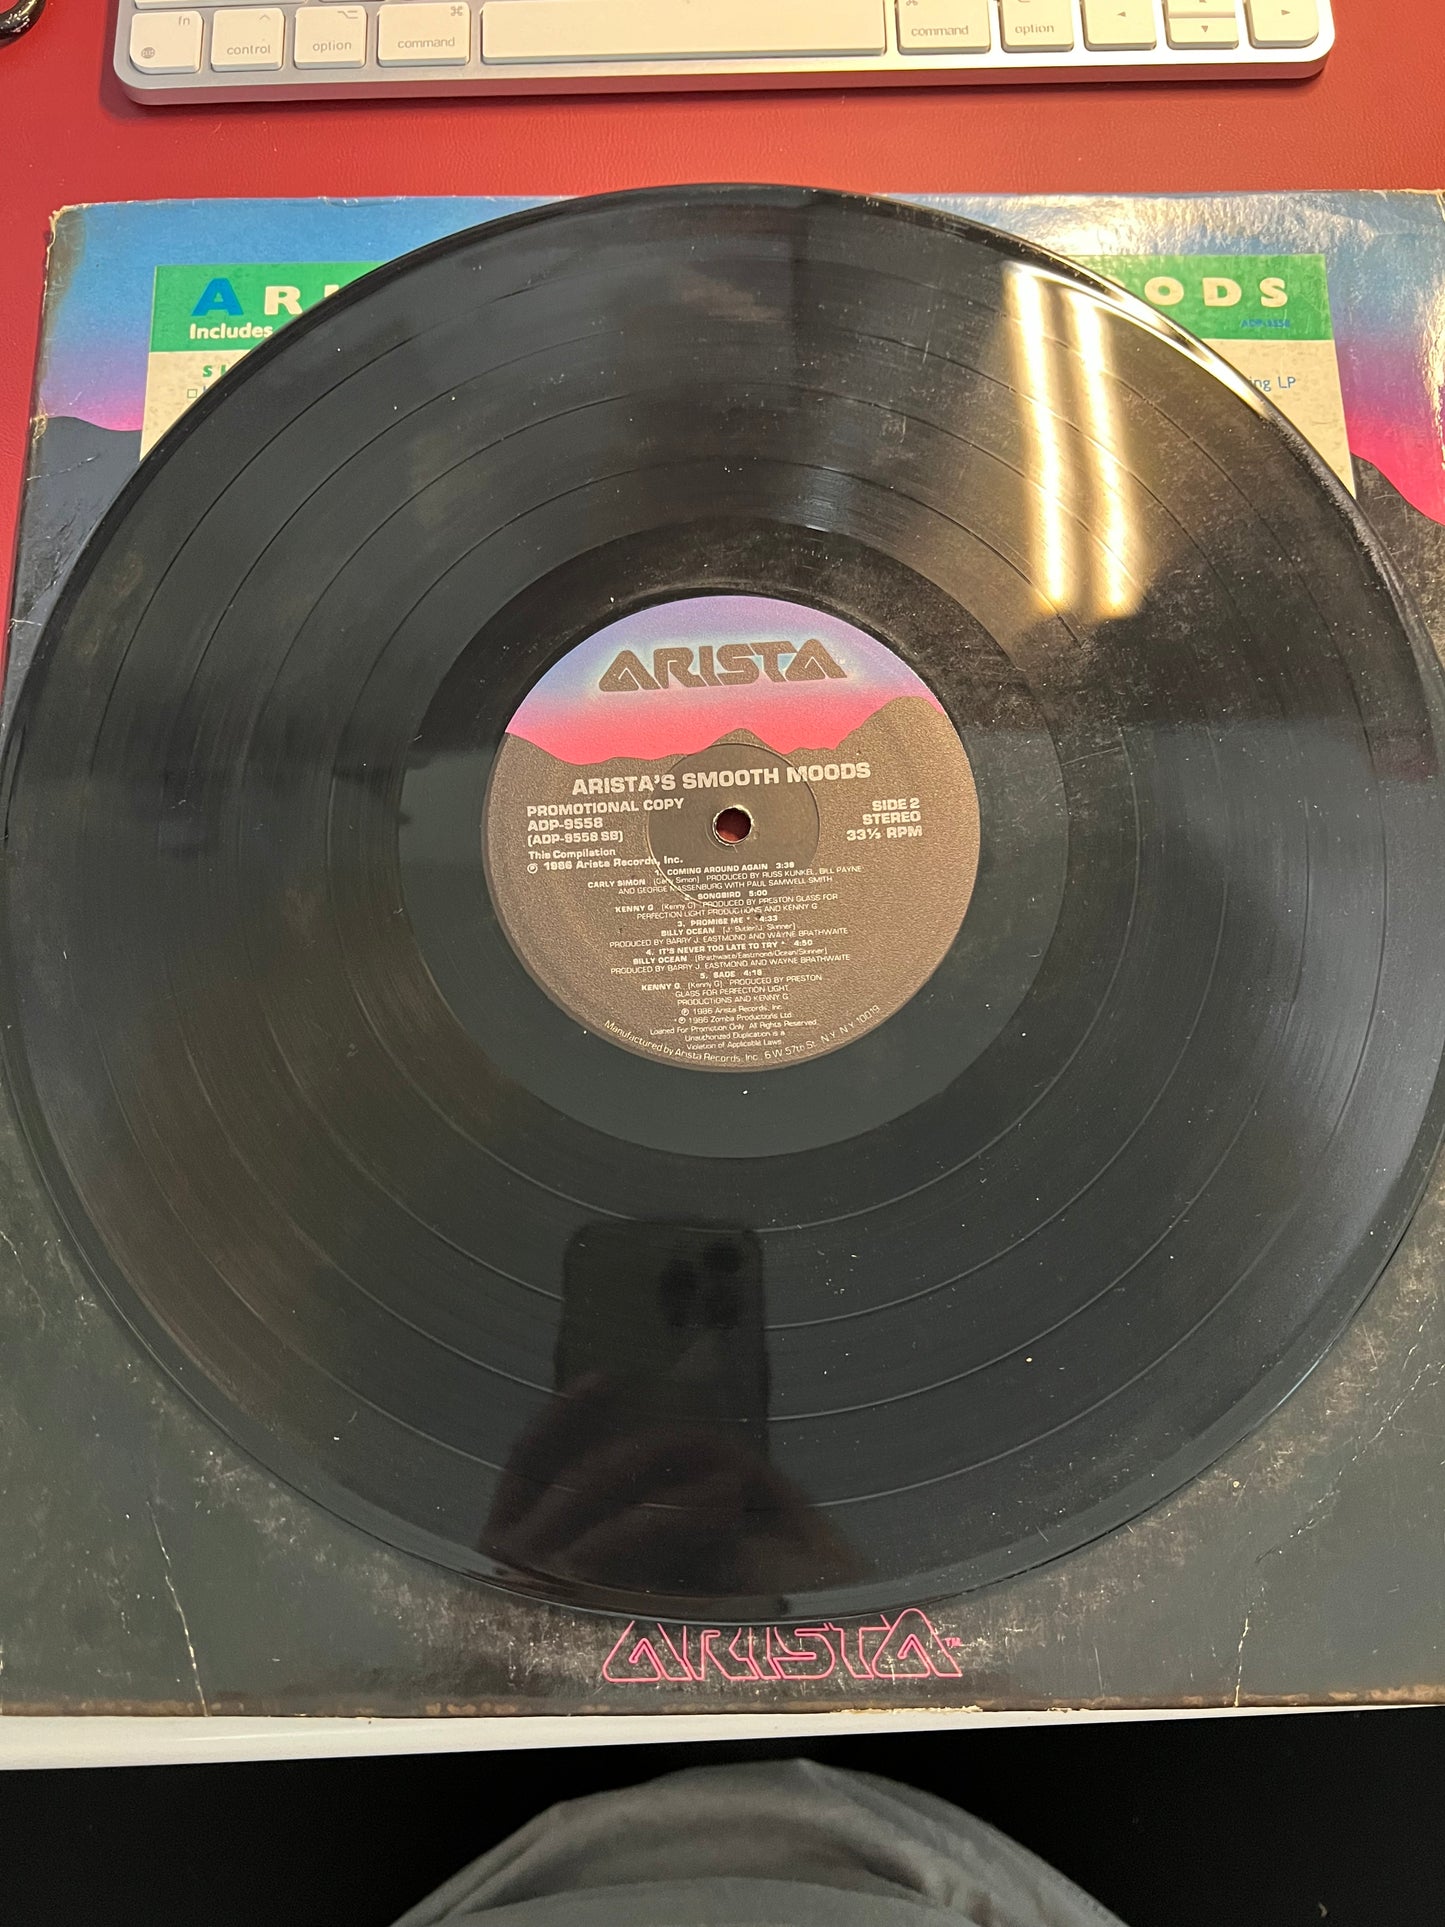 fn
control
option
command
⌘
command
⌘
option
ODS
Includes
ADP-9558
ng LP
ARISTA
ARISTA'S SMOOTH MOODS
PROMOTIONAL COPY
ADP-9558
(ADP-9558 SB)
This Compilation
℗ 1986 Arista Records, Inc.
SIDE 2
STEREO
33⅓ RPM
1. COMING AROUND AGAIN 3:39
CARLY SIMON (Carly Simon) PRODUCED BY RUSS KUNKEL, BILL PAYNE
AND GEORGE MASSENBURG WITH PAUL SAMWELL SMITH
2. SONGBIRD 5:00
KENNY G (Kenny G) PRODUCED BY PRESTON GLASS FOR
PERFECTION LIGHT PRODUCTIONS AND KENNY G
3. PROMISE ME * 4:33
BILLY OCEAN (J. Butler/J. Skinner)
PRODUCED BY BARRY J. EASTMOND AND WAYNE BRATHWAITE
4. IT'S NEVER TOO LATE TO TRY * 4:50
BILLY OCEAN (Brathwaite/Eastmond/Ocean/Skinner)
PRODUCED BY BARRY J. EASTMOND AND WAYNE BRATHWAITE
5. SADE 4:18
KENNY G (Kenny G) PRODUCED BY PRESTON
GLASS FOR PERFECTION LIGHT
PRODUCTIONS AND KENNY G
℗ 1986 Arista Records, Inc.
* ℗ 1986 Zomba Productions Ltd.
Loaned For Promotion Only. All Rights Reserved.
Unauthorized Duplication is a
Violation of Applicable Laws.
Manufactured by Arista Records, Inc. 6 W. 57th St. N.Y. N.Y. 10019
ARISTA™